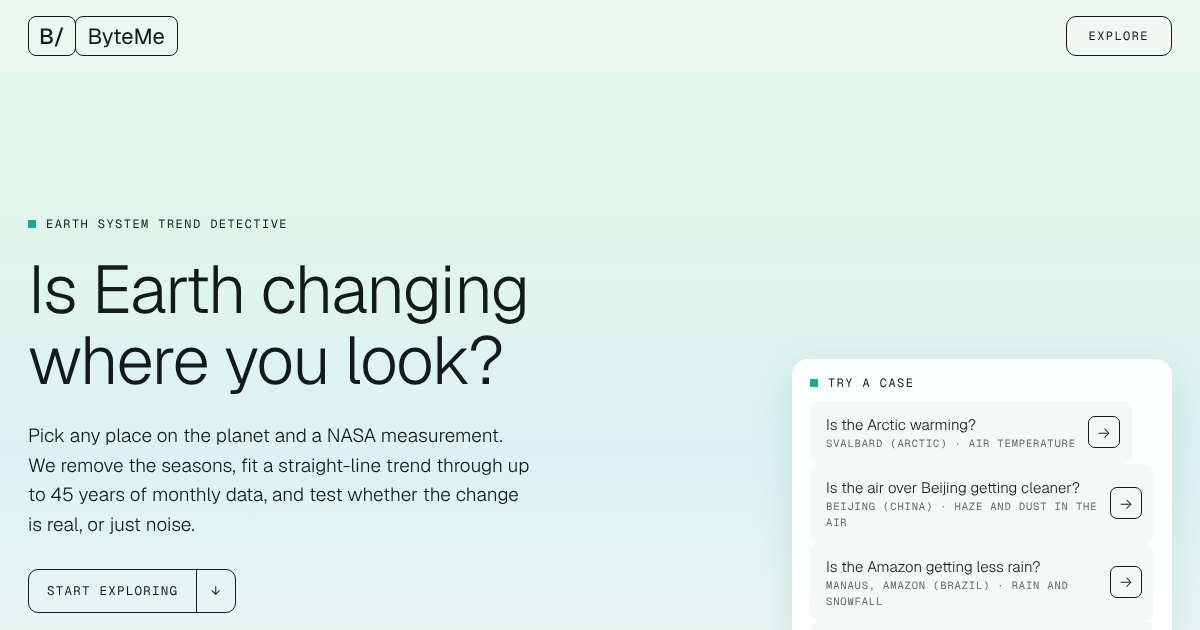 B/ ByteMe
EXPLORE
EARTH SYSTEM TREND DETECTIVE
Is Earth changing
where you look?
Pick any place on the planet and a NASA measurement.
We remove the seasons, fit a straight-line trend through up
to 45 years of monthly data, and test whether the change
is real, or just noise.
START EXPLORING ↓
TRY A CASE
Is the Arctic warming?
SVALBARD (ARCTIC) · AIR TEMPERATURE
→
Is the air over Beijing getting cleaner?
BEIJING (CHINA) · HAZE AND DUST IN THE
AIR
→
Is the Amazon getting less rain?
MANAUS, AMAZON (BRAZIL) · RAIN AND
SNOWFALL
→